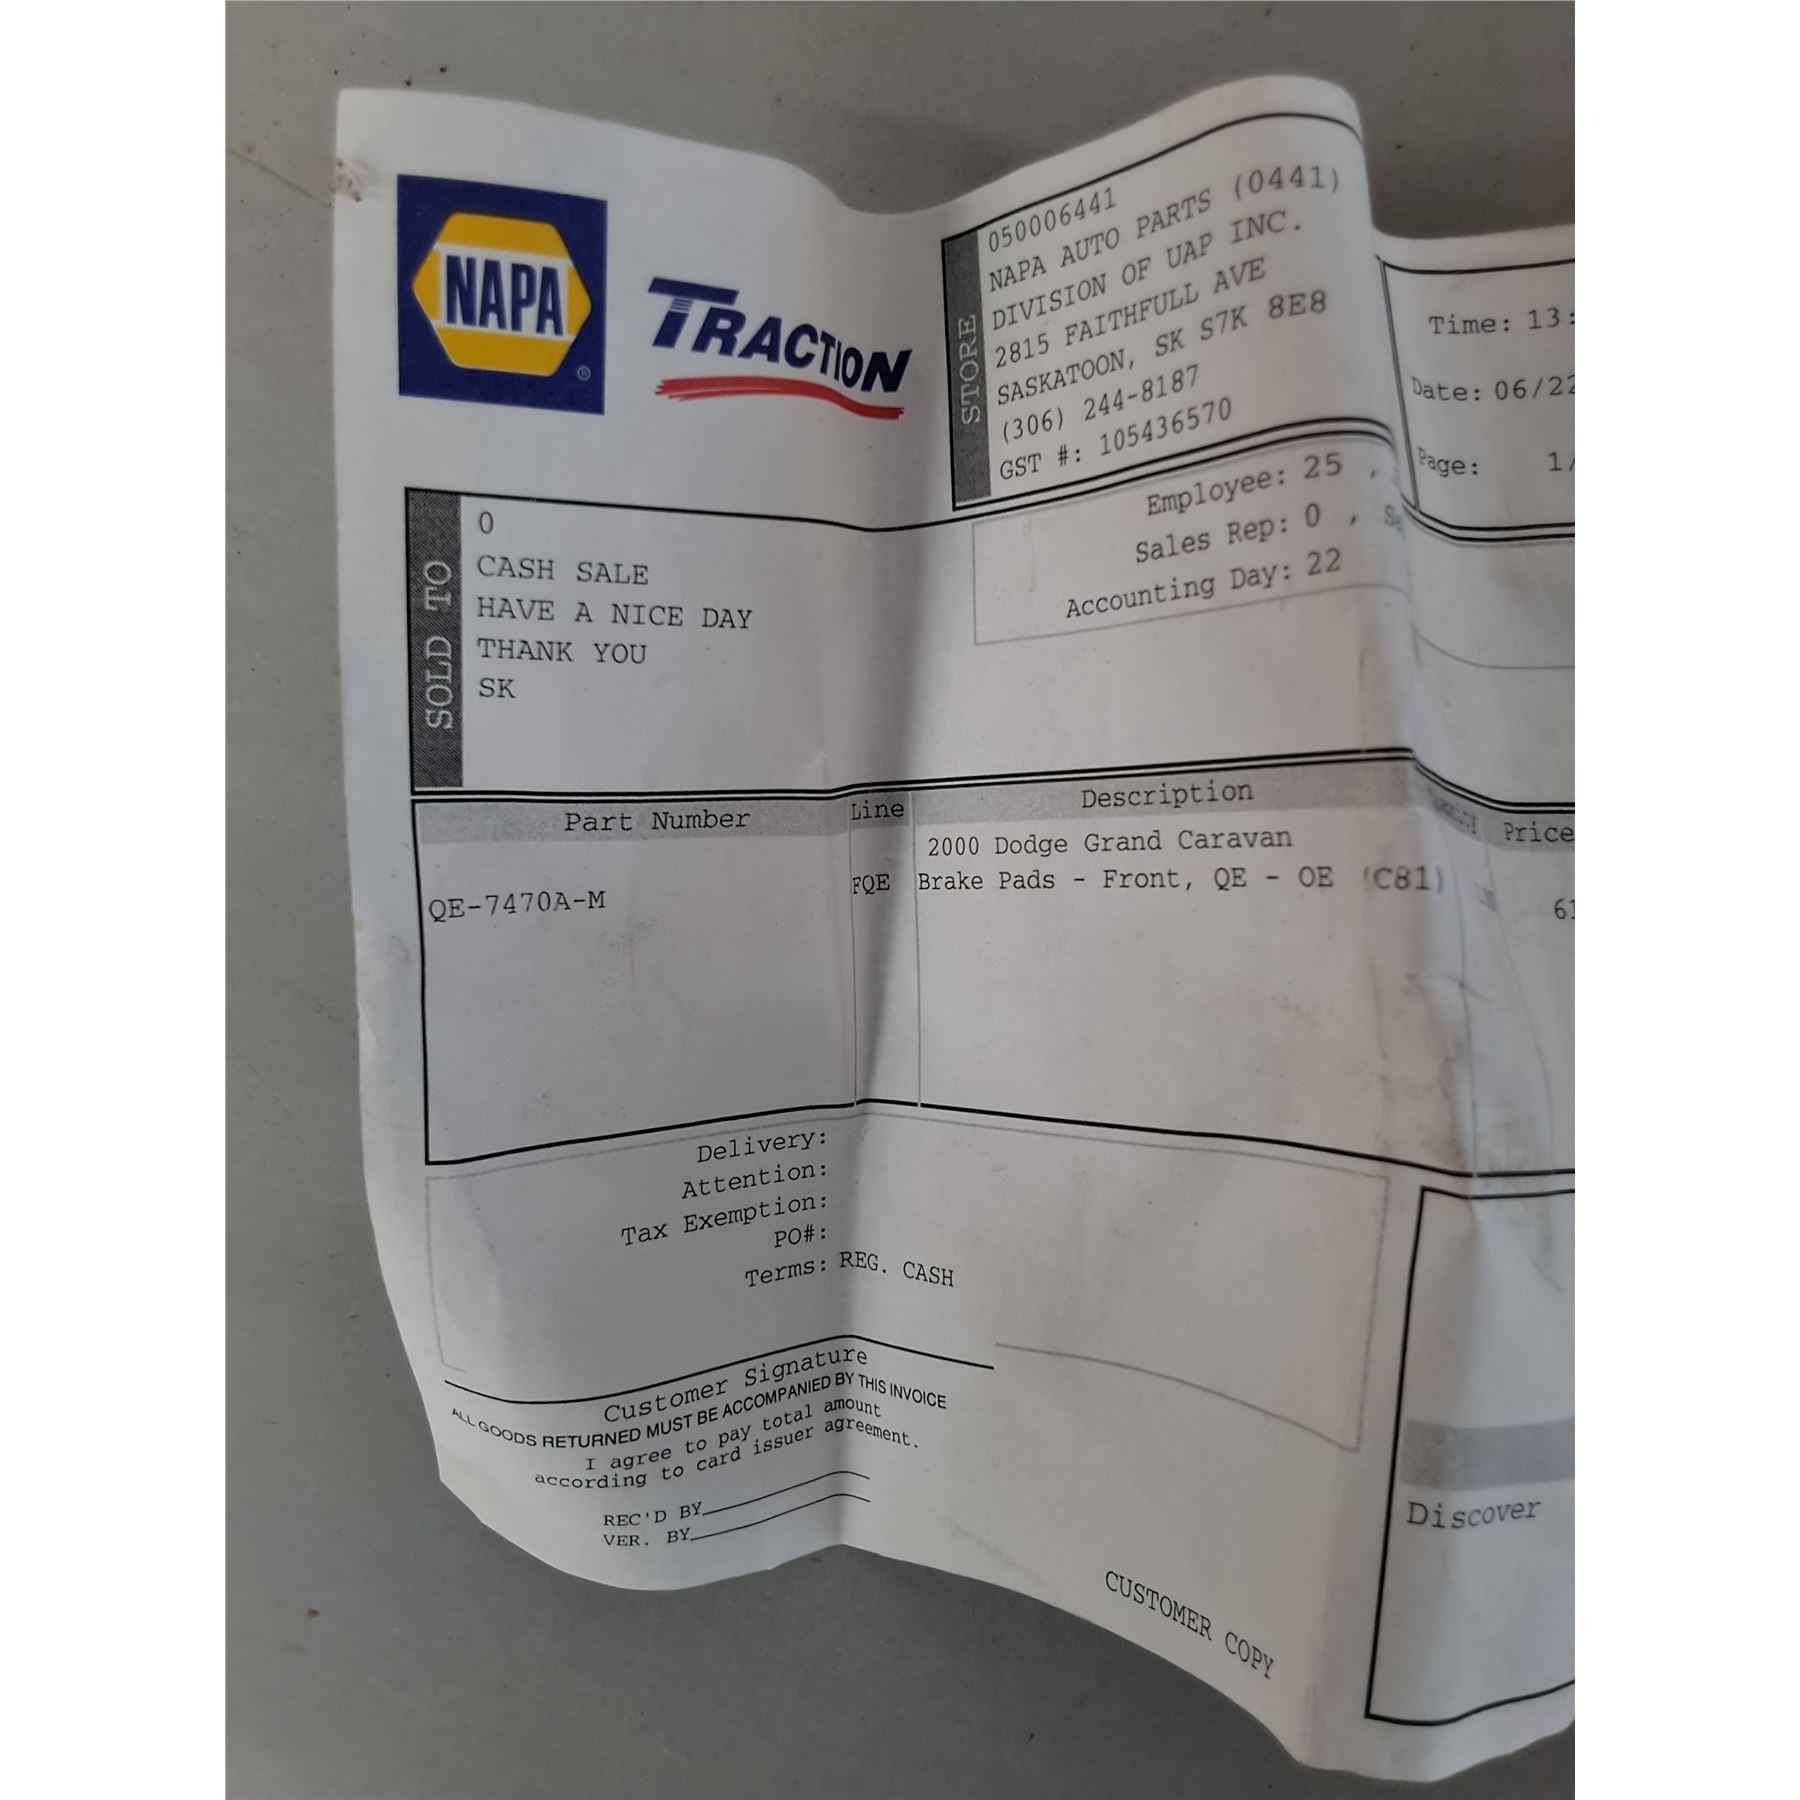 NAPA
®
TRACTION
STORE
050006441
NAPA AUTO PARTS (0441)
DIVISION OF UAP INC.
2815 FAITHFULL AVE
SASKATOON, SK S7K 8E8
(306) 244-8187
GST #: 105436570
Time: 13:
Date: 06/22
Page: 1/
Employee: 25 ,
Sales Rep: 0 ,
Accounting Day: 22
SOLD TO
0
CASH SALE
HAVE A NICE DAY
THANK YOU
SK
Part Number Line Description Price
2000 Dodge Grand Caravan
QE-7470A-M FQE Brake Pads - Front, QE - OE (C81) 61
Delivery:
Attention:
Tax Exemption:
PO#:
Terms: REG. CASH
Customer Signature
ALL GOODS RETURNED MUST BE ACCOMPANIED BY THIS INVOICE
I agree to pay total amount
according to card issuer agreement.
REC'D BY
VER. BY
Discover
CUSTOMER COPY